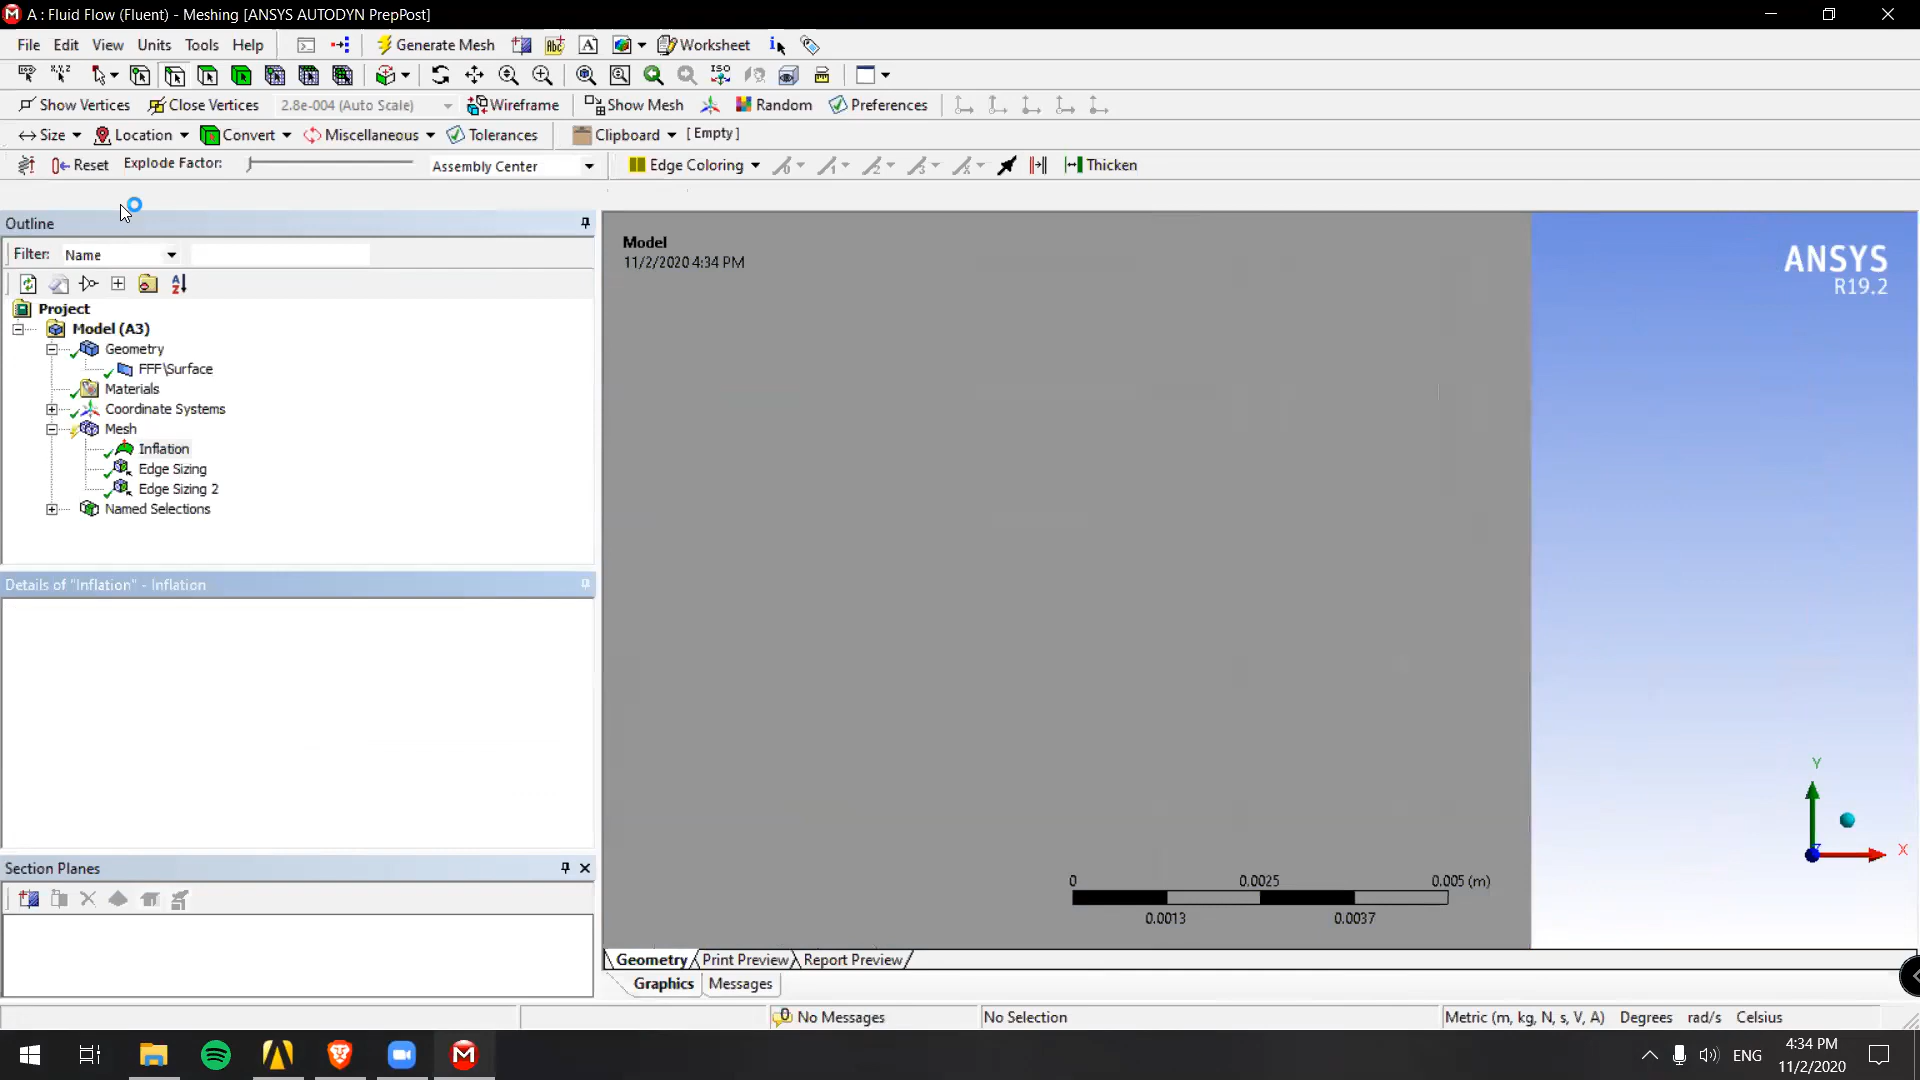 A : Fluid Flow (Fluent) - Meshing [ANSYS AUTODYN PrepPost]
File Edit View Units Tools Help Generate Mesh Worksheet
Show Vertices Close Vertices 2.8e-004 (Auto Scale) Wireframe Show Mesh Random Preferences
Size Location Convert Miscellaneous Tolerances Clipboard [Empty]
Reset Explode Factor: Assembly Center Edge Coloring Thicken
Outline
Filter: Name
Project
Model (A3)
Geometry
FFF\Surface
Materials
Coordinate Systems
Mesh
Inflation
Edge Sizing
Edge Sizing 2
Named Selections
Details of "Inflation" - Inflation
Section Planes
Model
11/2/2020 4:34 PM
ANSYS
R19.2
Y
X
0 0.0025 0.005 (m)
0.0013 0.0037
Geometry Print Preview Report Preview
Graphics Messages
No Messages No Selection Metric (m, kg, N, s, V, A) Degrees rad/s Celsius
ENG
4:34 PM
11/2/2020